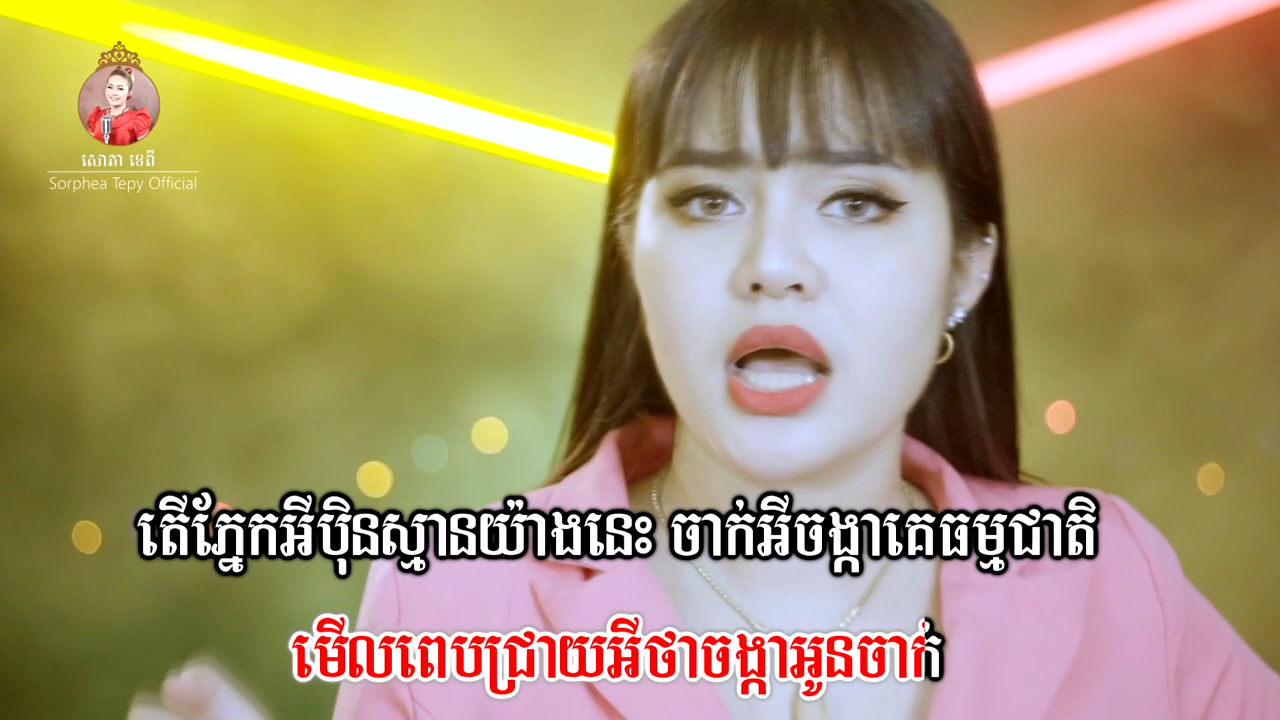 សោភា ទេពី
Sorphea Tepy Official
តើភ្នែកអីប៉ិនស្មានយ៉ាងនេះ ចាក់អីចង្កាគេធម្មជាតិ
មើលពេបជ្រាយអីថាចង្កាអូនចាក់